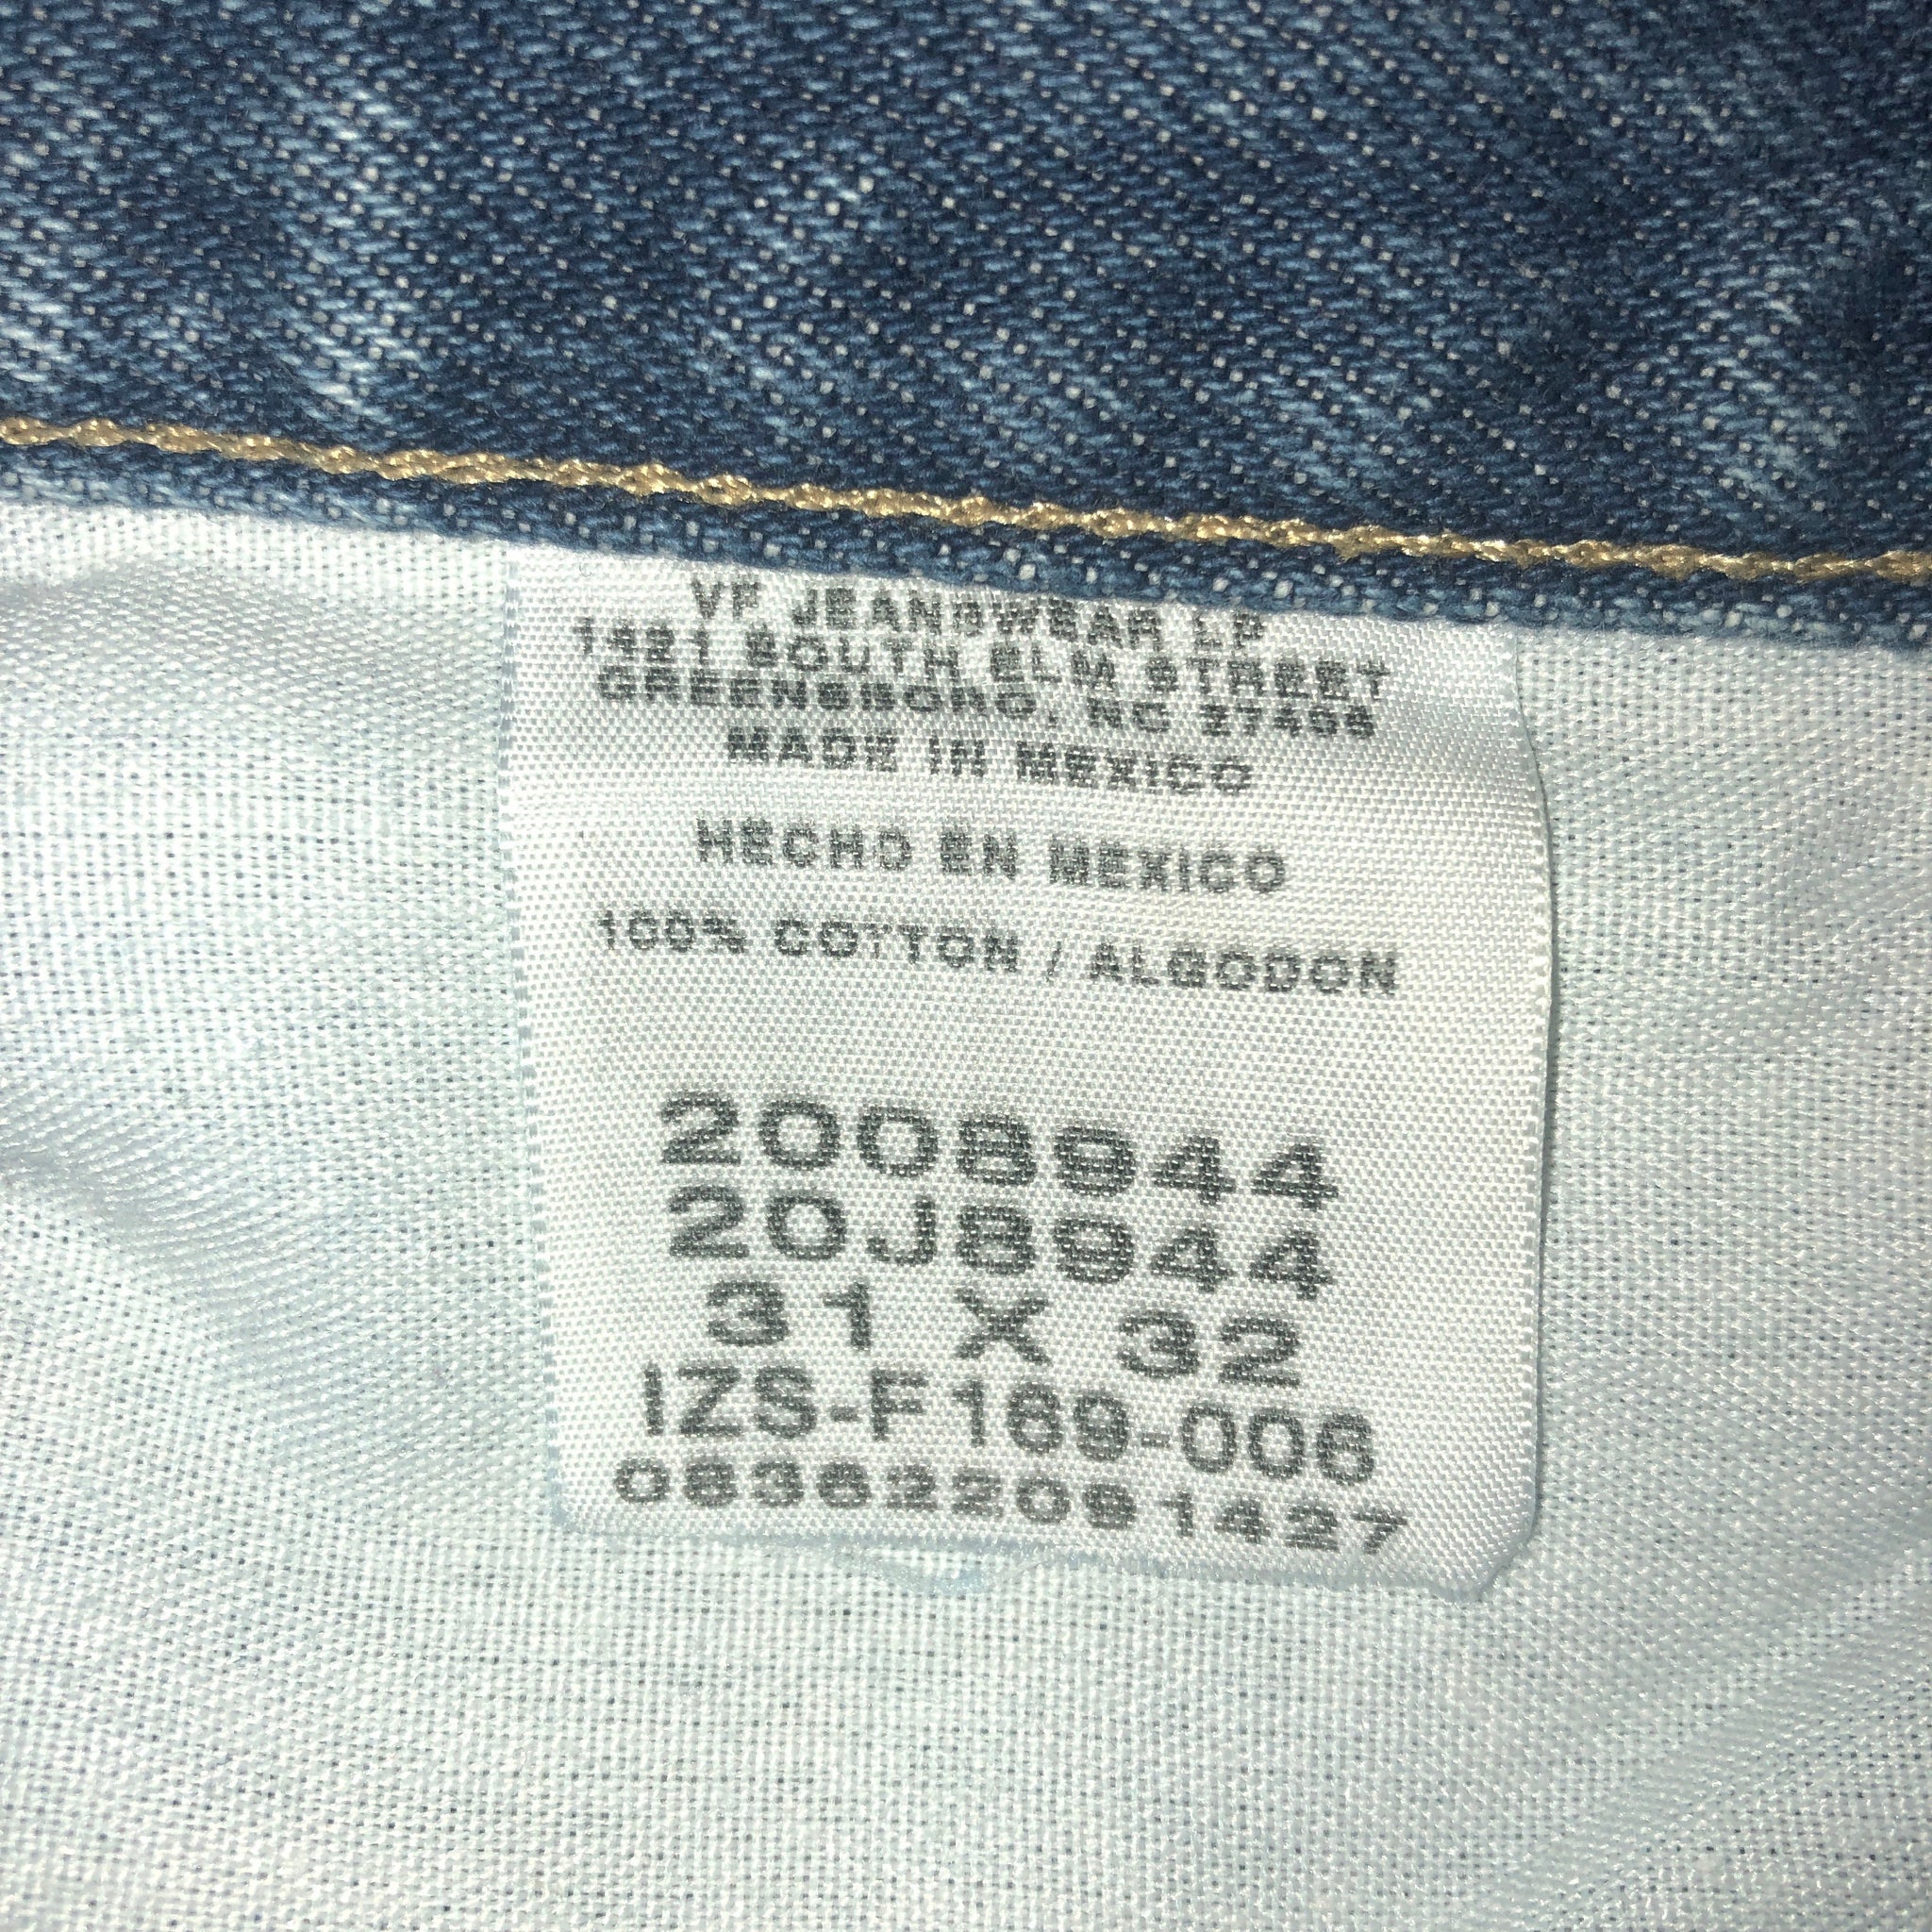 VF JEANSWEAR LP
1421 SOUTH ELM STREET
GREENSBORO, NC 27406
MADE IN MEXICO
HECHO EN MEXICO
100% COTTON / ALGODON
2008944
20J8944
31 X 32
IZS-F169-006
083622091427